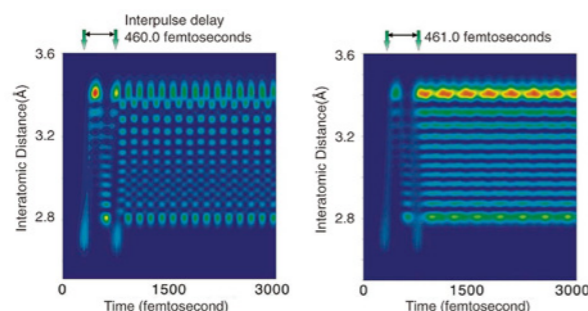 Interpulse delay
460.0 femtoseconds
3.6
3.2
2.8
Interatomic Distance(Å)
0
1500
3000
Time (femtosecond)
461.0 femtoseconds
3.6
3.2
2.8
Interatomic Distance(Å)
0
1500
3000
Time (femtosecond)